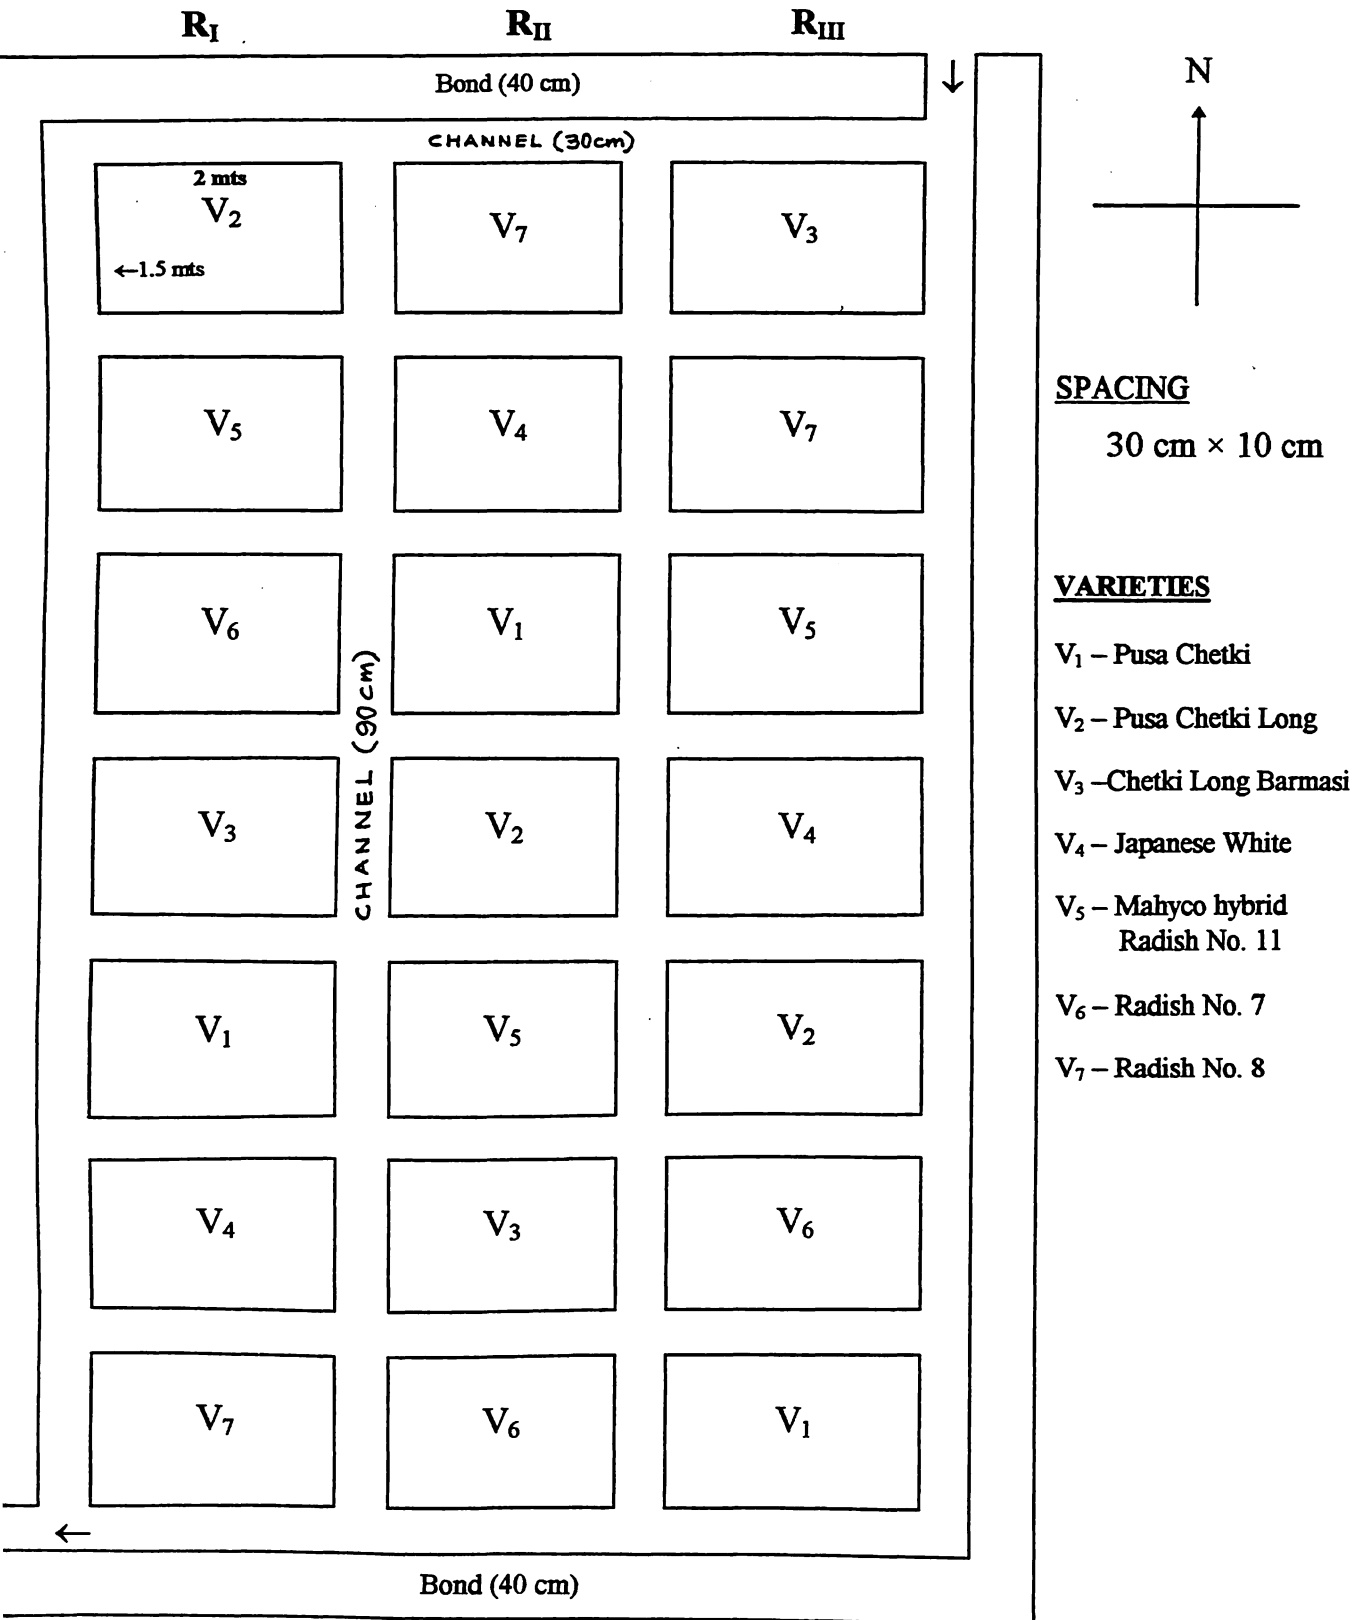 R_I R_II R_III
Bond (40 cm)
↓
N
CHANNEL (30cm)
2 mts
V₂ V₇ V₃
←1.5 mts
V₅ V₄ V₇
V₆ V₁ V₅
CHANNEL (90cm)
V₃ V₂ V₄
V₁ V₅ V₂
V₄ V₃ V₆
V₇ V₆ V₁
←
Bond (40 cm)
SPACING
30 cm × 10 cm
VARIETIES
V₁ – Pusa Chetki
V₂ – Pusa Chetki Long
V₃ –Chetki Long Barmasi
V₄ – Japanese White
V₅ – Mahyco hybrid
Radish No. 11
V₆ – Radish No. 7
V₇ – Radish No. 8